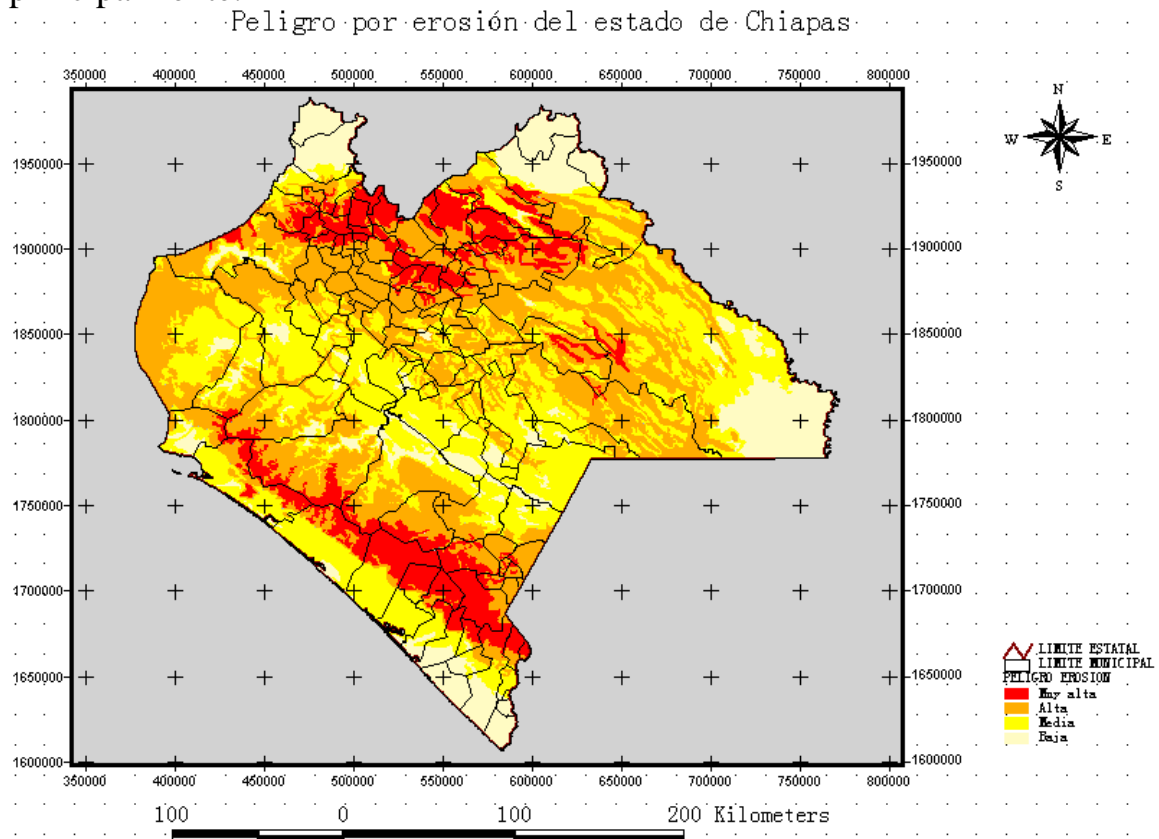 Peligro por erosión del estado de Chiapas
350000 400000 450000 500000 550000 600000 650000 700000 750000 800000
N
W E
S
1950000 1950000
1900000 1900000
1850000 1850000
1800000 1800000
1750000 1750000
1700000 1700000
1650000 1650000
1600000 1600000
LIMITE ESTATAL
LIMITE MUNICIPAL
PELIGRO EROSION
Muy alta
Alta
Media
Baja
350000 400000 450000 500000 550000 600000 650000 700000 750000 800000
100 0 100 200 Kilometers